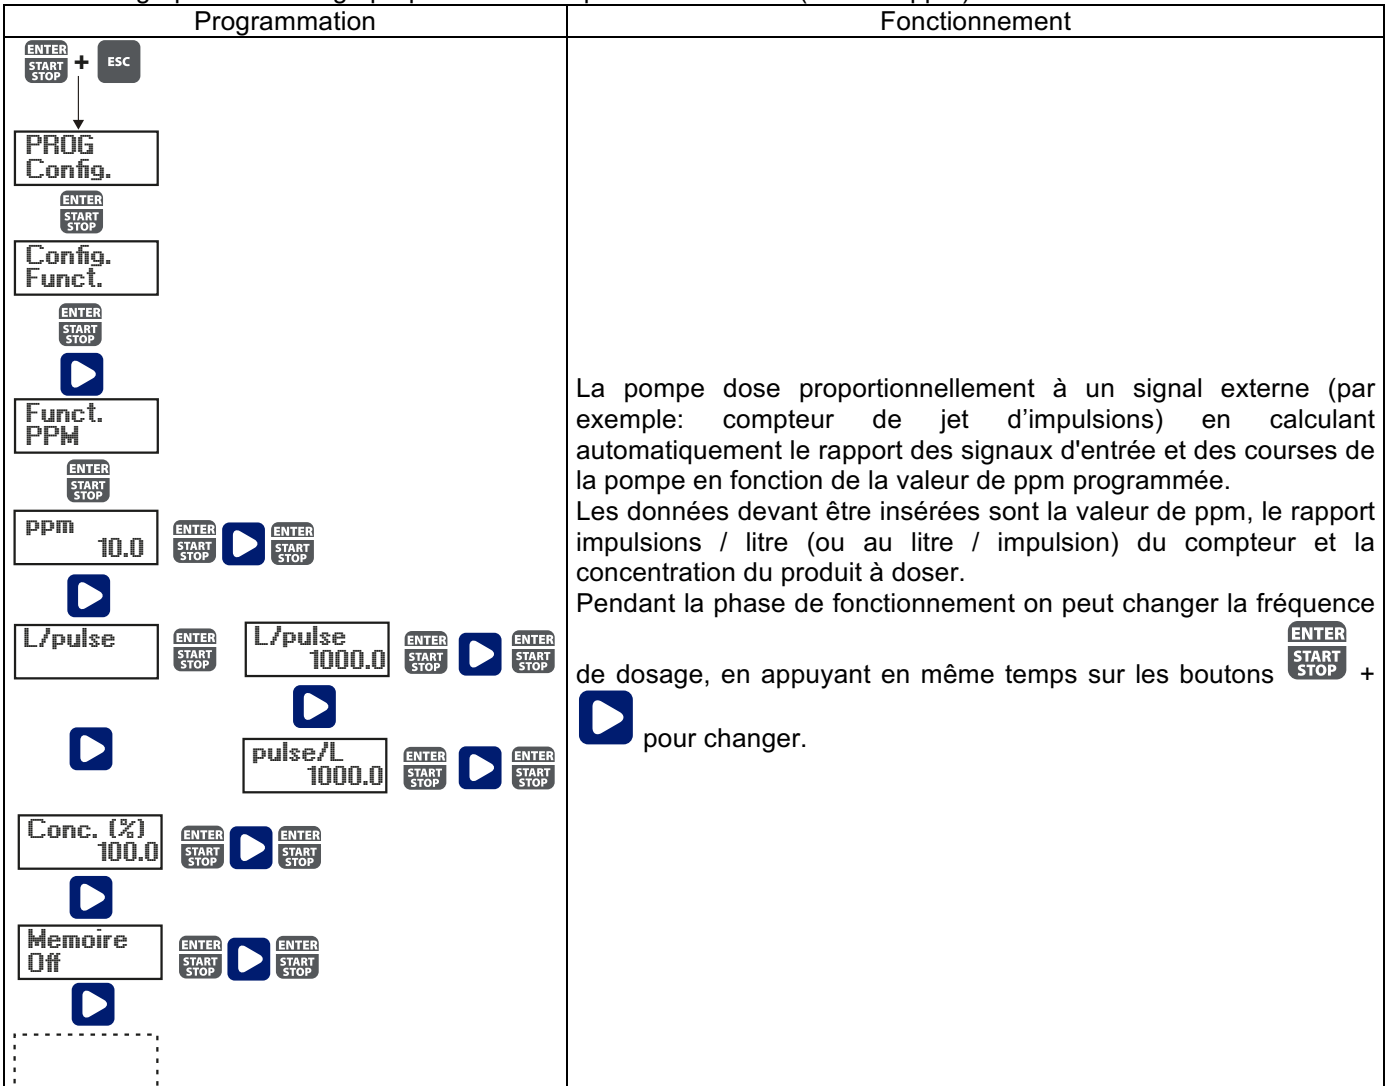 Programmation
Fonctionnement
ENTER
START
STOP
+
ESC
PROG
Config.
ENTER
START
STOP
Config.
Funct.
ENTER
START
STOP
Funct.
PPM
ENTER
START
STOP
ppm
10.0
ENTER
START
STOP
ENTER
START
STOP
L/pulse
ENTER
START
STOP
L/pulse
1000.0
ENTER
START
STOP
ENTER
START
STOP
pulse/L
1000.0
ENTER
START
STOP
ENTER
START
STOP
Conc. (%)
100.0
ENTER
START
STOP
ENTER
START
STOP
Memoire
Off
ENTER
START
STOP
ENTER
START
STOP
La pompe dose proportionnellement à un signal externe (par
exemple: compteur de jet d'impulsions) en calculant
automatiquement le rapport des signaux d'entrée et des courses de
la pompe en fonction de la valeur de ppm programmée.
Les données devant être insérées sont la valeur de ppm, le rapport
impulsions / litre (ou au litre / impulsion) du compteur et la
concentration du produit à doser.
Pendant la phase de fonctionnement on peut changer la fréquence
de dosage, en appuyant en même temps sur les boutons ENTER START STOP +
pour changer.